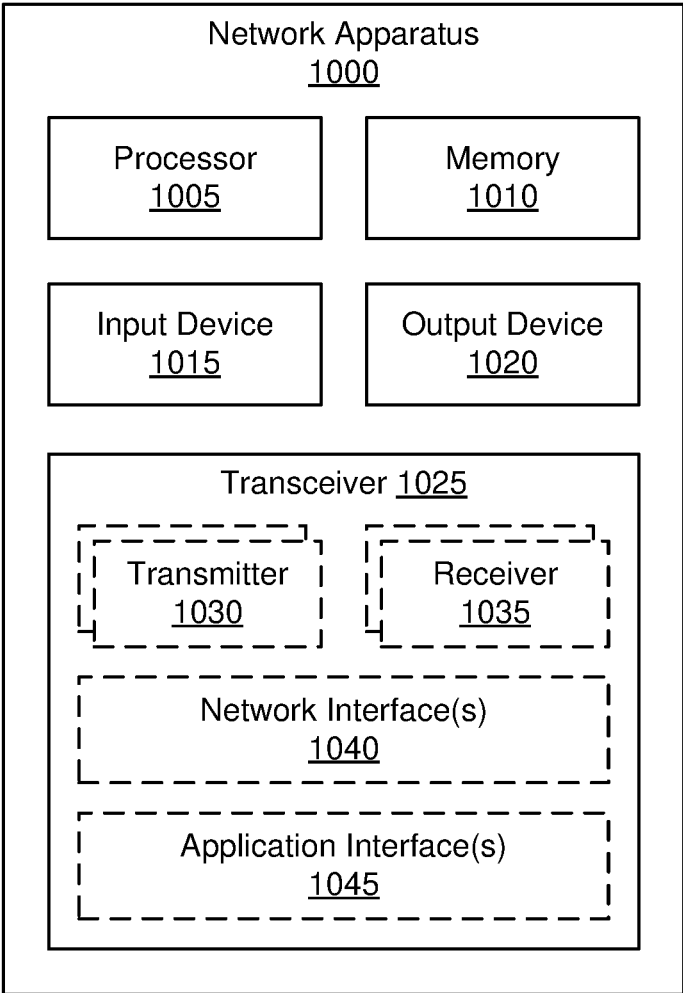 Network Apparatus
1000
Processor
1005
Memory
1010
Input Device
1015
Output Device
1020
Transceiver 1025
Transmitter
1030
Receiver
1035
Network Interface(s)
1040
Application Interface(s)
1045